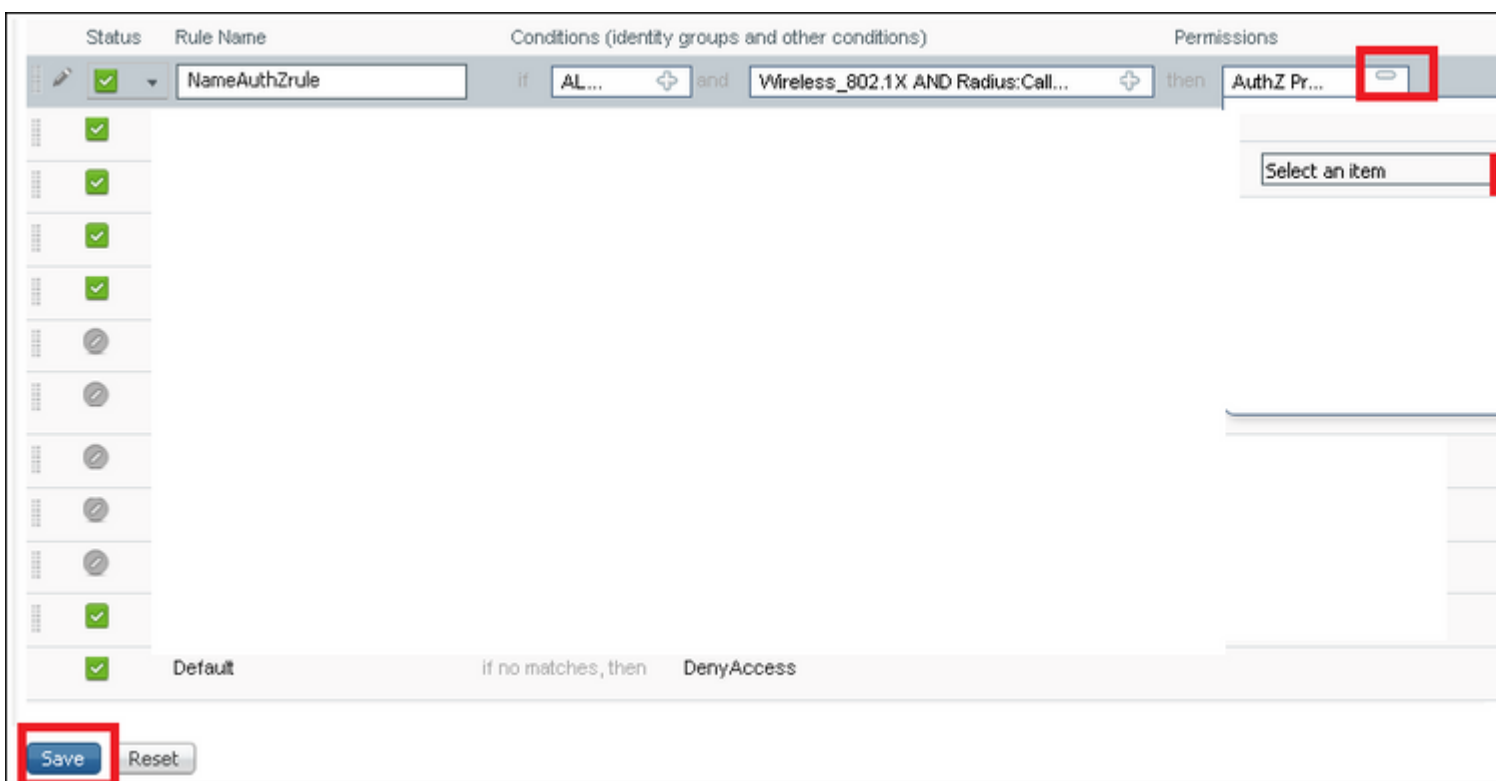 Status Rule Name Conditions (identity groups and other conditions) Permissions
NameAuthZrule if AL... and Wireless_802.1X AND Radius:Call... then AuthZ Pr...
Select an item
Default if no matches, then DenyAccess
Save Reset